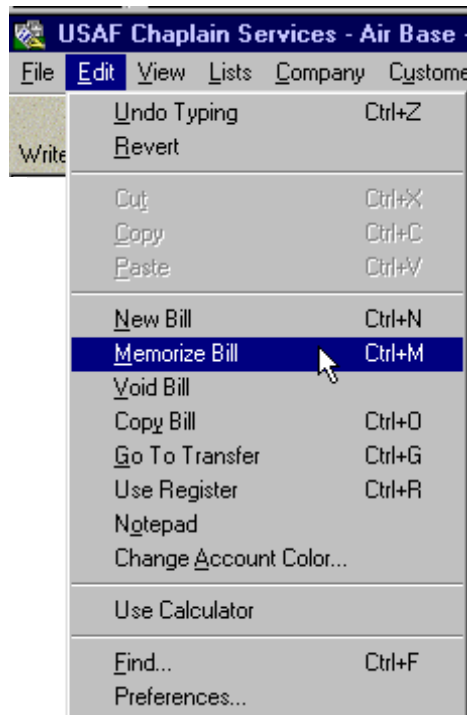 USAF Chaplain Services - Air Base -
File Edit View Lists Company Custome
Write
Undo Typing Ctrl+Z
Revert
Cut Ctrl+X
Copy Ctrl+C
Paste Ctrl+V
New Bill Ctrl+N
Memorize Bill Ctrl+M
Void Bill
Copy Bill Ctrl+O
Go To Transfer Ctrl+G
Use Register Ctrl+R
Notepad
Change Account Color...
Use Calculator
Find... Ctrl+F
Preferences...